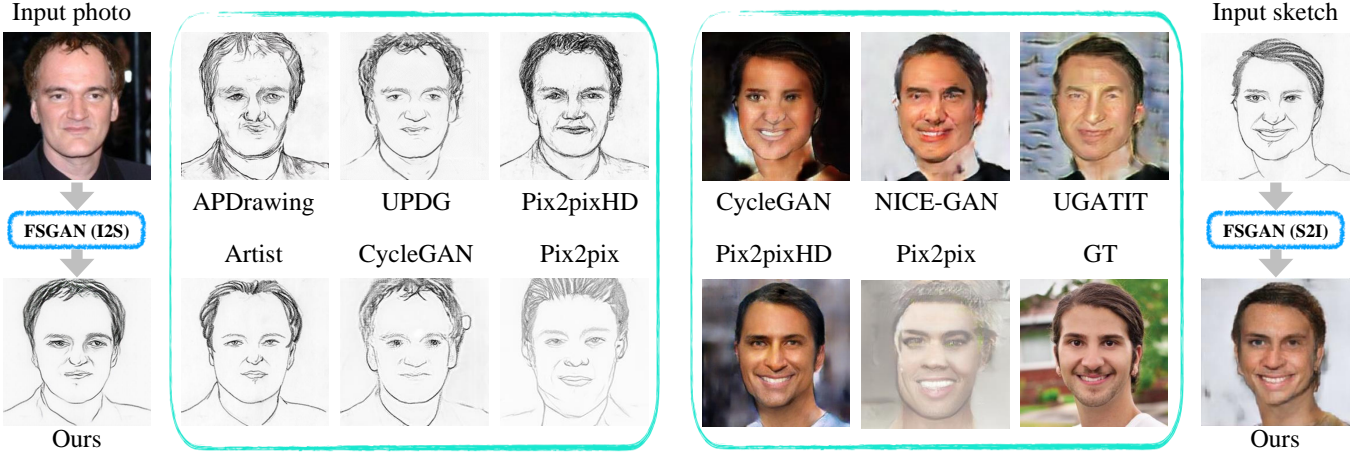 Input photo
FSGAN (I2S)
Ours
APDrawing UPDG Pix2pixHD
Artist CycleGAN Pix2pix
CycleGAN NICE-GAN UGATIT
Pix2pixHD Pix2pix GT
Input sketch
FSGAN (S2I)
Ours